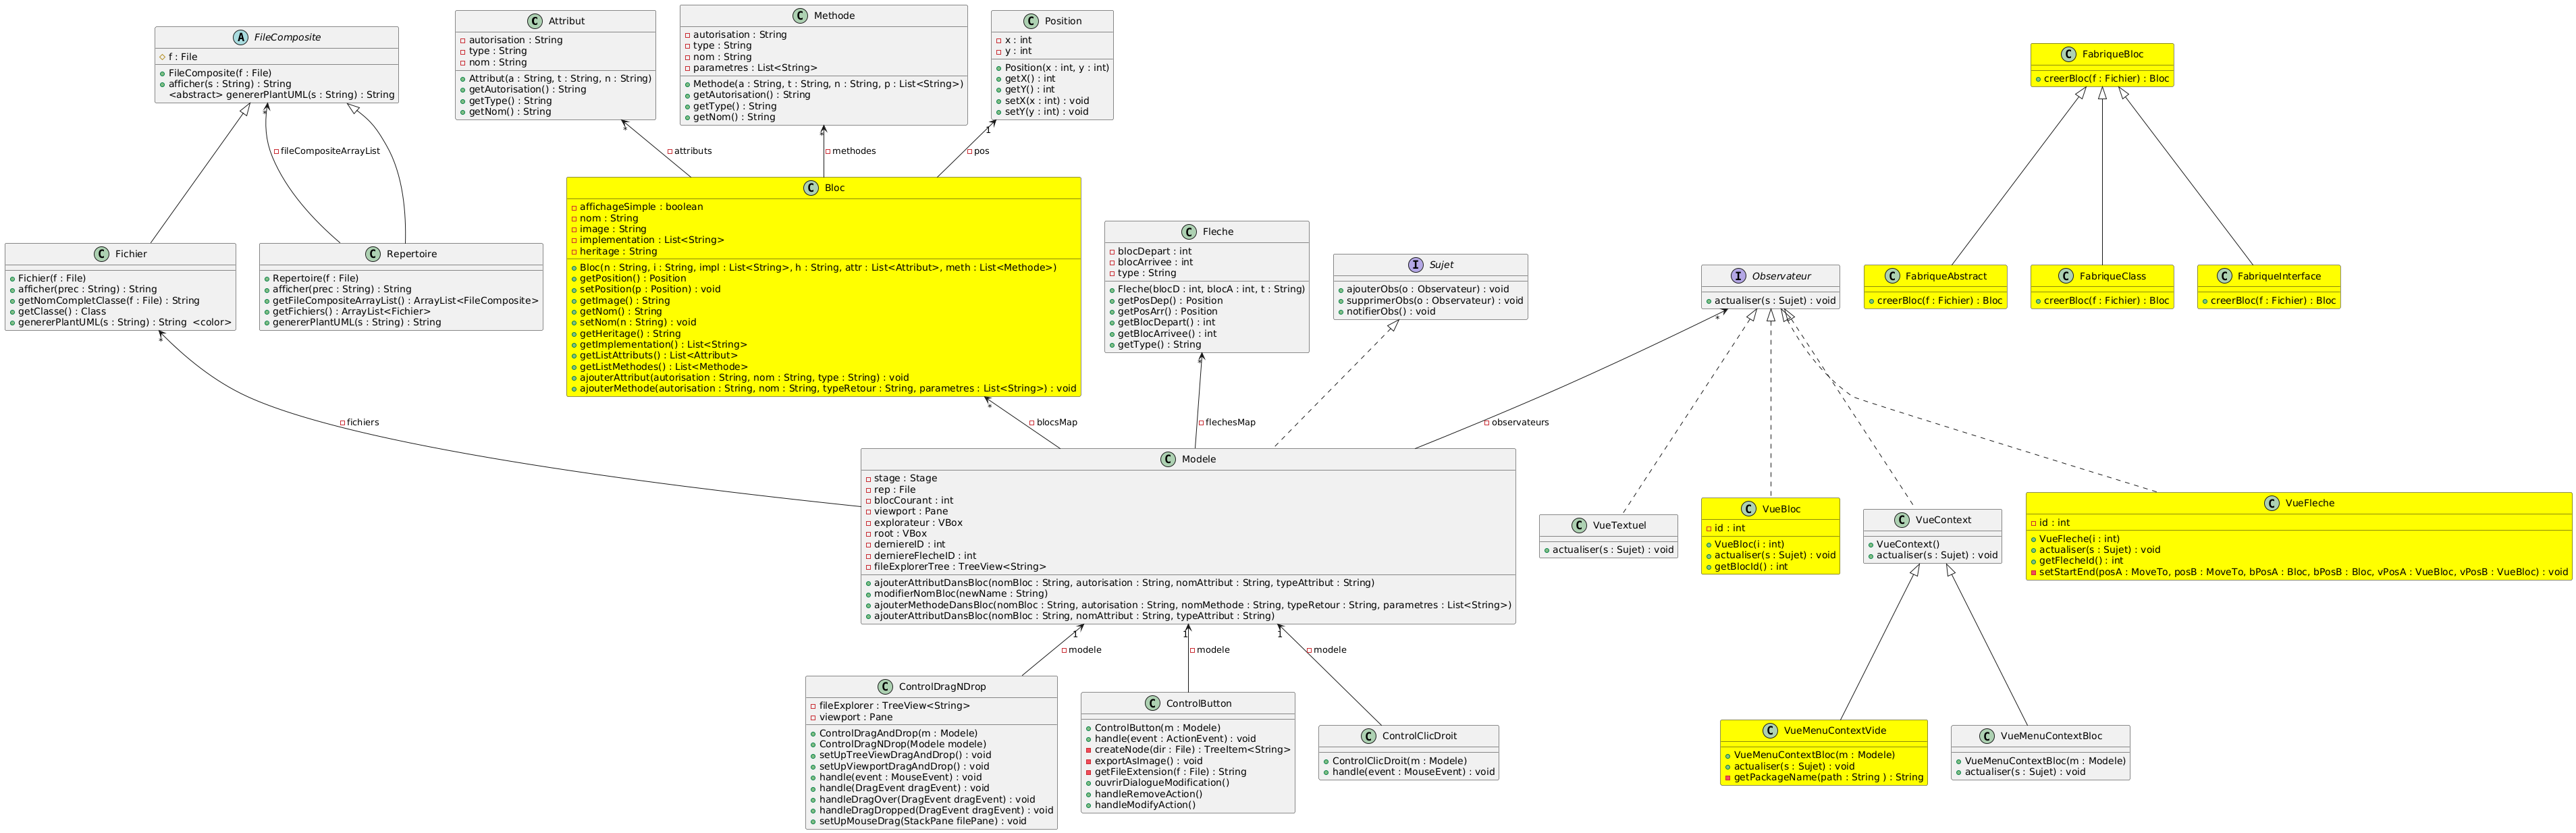 A FileComposite
f : File
FileComposite(f : File)
afficher(s : String) : String
<abstract> genererPlantUML(s : String) : String
C Attribut
autorisation : String
type : String
nom : String
Attribut(a : String, t : String, n : String)
getAutorisation() : String
getType() : String
getNom() : String
C Methode
autorisation : String
type : String
nom : String
parametres : List<String>
Methode(a : String, t : String, n : String, p : List<String>)
getAutorisation() : String
getType() : String
getNom() : String
C Position
x : int
y : int
Position(x : int, y : int)
getX() : int
getY() : int
setX(x : int) : void
setY(y : int) : void
C FabriqueBloc
creerBloc(f : Fichier) : Bloc
*
fileCompositeArrayList
*
attributs
*
methodes
1
pos
C Fichier
Fichier(f : File)
afficher(prec : String) : String
getNomCompletClasse(f : File) : String
getClasse() : Class
genererPlantUML(s : String) : String  <color>
C Repertoire
Repertoire(f : File)
afficher(prec : String) : String
getFileCompositeArrayList() : ArrayList<FileComposite>
getFichiers() : ArrayList<Fichier>
genererPlantUML(s : String) : String
C Bloc
affichageSimple : boolean
nom : String
image : String
implementation : List<String>
heritage : String
Bloc(n : String, i : String, impl : List<String>, h : String, attr : List<Attribut>, meth : List<Methode>)
getPosition() : Position
setPosition(p : Position) : void
getImage() : String
getNom() : String
setNom(n : String) : void
getHeritage() : String
getImplementation() : List<String>
getListAttributs() : List<Attribut>
getListMethodes() : List<Methode>
ajouterAttribut(autorisation : String, nom : String, type : String) : void
ajouterMethode(autorisation : String, nom : String, typeRetour : String, parametres : List<String>) : void
C Fleche
blocDepart : int
blocArrivee : int
type : String
Fleche(blocD : int, blocA : int, t : String)
getPosDep() : Position
getPosArr() : Position
getBlocDepart() : int
getBlocArrivee() : int
getType() : String
I Sujet
ajouterObs(o : Observateur) : void
supprimerObs(o : Observateur) : void
notifierObs() : void
I Observateur
actualiser(s : Sujet) : void
C FabriqueAbstract
creerBloc(f : Fichier) : Bloc
C FabriqueClass
creerBloc(f : Fichier) : Bloc
C FabriqueInterface
creerBloc(f : Fichier) : Bloc
*
fichiers
*
blocsMap
*
flechesMap
*
observateurs
C Modele
stage : Stage
rep : File
blocCourant : int
viewport : Pane
explorateur : VBox
root : VBox
derniereID : int
derniereFlecheID : int
fileExplorerTree : TreeView<String>
ajouterAttributDansBloc(nomBloc : String, autorisation : String, nomAttribut : String, typeAttribut : String)
modifierNomBloc(newName : String)
ajouterMethodeDansBloc(nomBloc : String, autorisation : String, nomMethode : String, typeRetour : String, parametres : List<String>)
ajouterAttributDansBloc(nomBloc : String, nomAttribut : String, typeAttribut : String)
C VueTextuel
actualiser(s : Sujet) : void
C VueBloc
id : int
VueBloc(i : int)
actualiser(s : Sujet) : void
getBlocId() : int
C VueContext
VueContext()
actualiser(s : Sujet) : void
C VueFleche
id : int
VueFleche(i : int)
actualiser(s : Sujet) : void
getFlecheId() : int
setStartEnd(posA : MoveTo, posB : MoveTo, bPosA : Bloc, bPosB : Bloc, vPosA : VueBloc, vPosB : VueBloc) : void
1
modele
1
modele
1
modele
C ControlDragNDrop
fileExplorer : TreeView<String>
viewport : Pane
ControlDragAndDrop(m : Modele)
ControlDragNDrop(Modele modele)
setUpTreeViewDragAndDrop() : void
setUpViewportDragAndDrop() : void
handle(event : MouseEvent) : void
handle(DragEvent dragEvent) : void
handleDragOver(DragEvent dragEvent) : void
handleDragDropped(DragEvent dragEvent) : void
setUpMouseDrag(StackPane filePane) : void
C ControlButton
ControlButton(m : Modele)
handle(event : ActionEvent) : void
createNode(dir : File) : TreeItem<String>
exportAsImage() : void
getFileExtension(f : File) : String
ouvrirDialogueModification()
handleRemoveAction()
handleModifyAction()
C ControlClicDroit
ControlClicDroit(m : Modele)
handle(event : MouseEvent) : void
C VueMenuContextVide
VueMenuContextBloc(m : Modele)
actualiser(s : Sujet) : void
getPackageName(path : String ) : String
C VueMenuContextBloc
VueMenuContextBloc(m : Modele)
actualiser(s : Sujet) : void